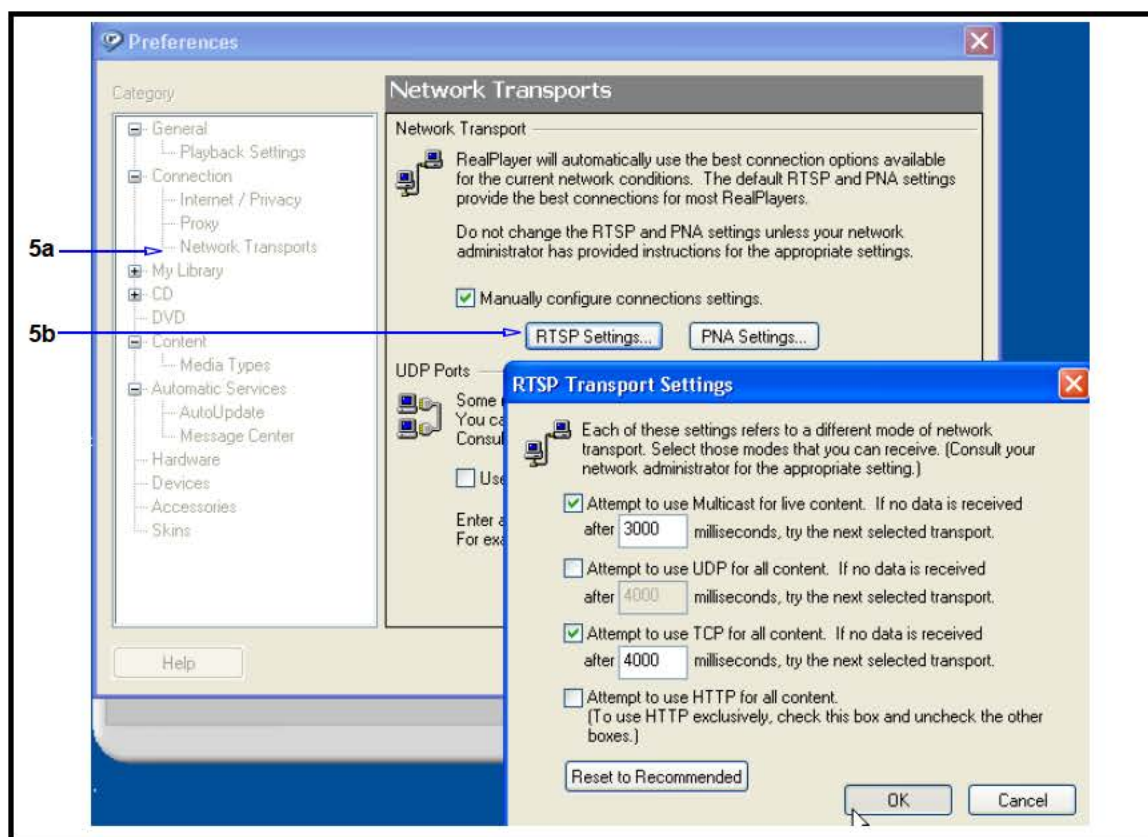 Preferences
Category
General
Playback Settings
Connection
Internet / Privacy
Proxy
5a
Network Transports
My Library
CD
DVD
5b
Content
Media Types
Automatic Services
AutoUpdate
Message Center
Hardware
Devices
Accessories
Skins
Help
Network Transports
Network Transport
RealPlayer will automatically use the best connection options available
for the current network conditions. The default RTSP and PNA settings
provide the best connections for most RealPlayers.
Do not change the RTSP and PNA settings unless your network
administrator has provided instructions for the appropriate settings.
Manually configure connections settings.
RTSP Settings... PNA Settings...
UDP Ports
Some
You ca
Consul
Use
Enter a
For exa
RTSP Transport Settings
Each of these settings refers to a different mode of network
transport. Select those modes that you can receive. (Consult your
network administrator for the appropriate setting.)
Attempt to use Multicast for live content. If no data is received
after 3000 milliseconds, try the next selected transport.
Attempt to use UDP for all content. If no data is received
after 4000 milliseconds, try the next selected transport.
Attempt to use TCP for all content. If no data is received
after 4000 milliseconds, try the next selected transport.
Attempt to use HTTP for all content.
(To use HTTP exclusively, check this box and uncheck the other
boxes.)
Reset to Recommended
OK Cancel